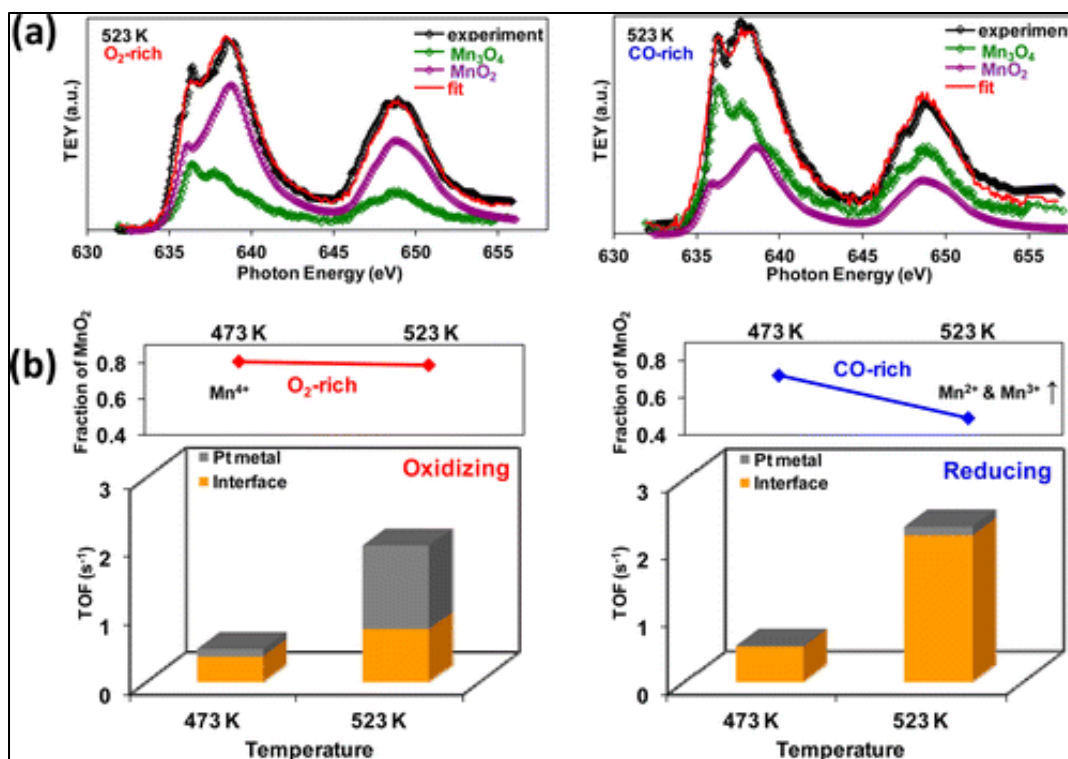 (a)
523 K
O₂-rich
experiment
Mn₃O₄
MnO₂
fit
TEY (a.u.)
630 635 640 645 650 655
Photon Energy (eV)
523 K
CO-rich
experiment
Mn₃O₄
MnO₂
fit
TEY (a.u.)
630 635 640 645 650 655
Photon Energy (eV)
(b)
473 K 523 K
Fraction of MnO₂
0.8
0.6
0.4
Mn⁴⁺
O₂-rich
473 K 523 K
Fraction of MnO₂
0.8
0.6
0.4
CO-rich
Mn²⁺ & Mn³⁺ ↑
Pt metal
Interface
Oxidizing
TOF (s⁻¹)
3
2
1
0
473 K 523 K
Temperature
Pt metal
Interface
Reducing
TOF (s⁻¹)
3
2
1
0
473 K 523 K
Temperature